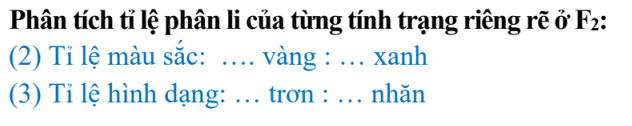 Phân tích tỉ lệ phân li của từng tính trạng riêng rẽ ở F₂:
(2) Tỉ lệ màu sắc: .... vàng : ... xanh
(3) Tỉ lệ hình dạng: ... trơn : ... nhăn